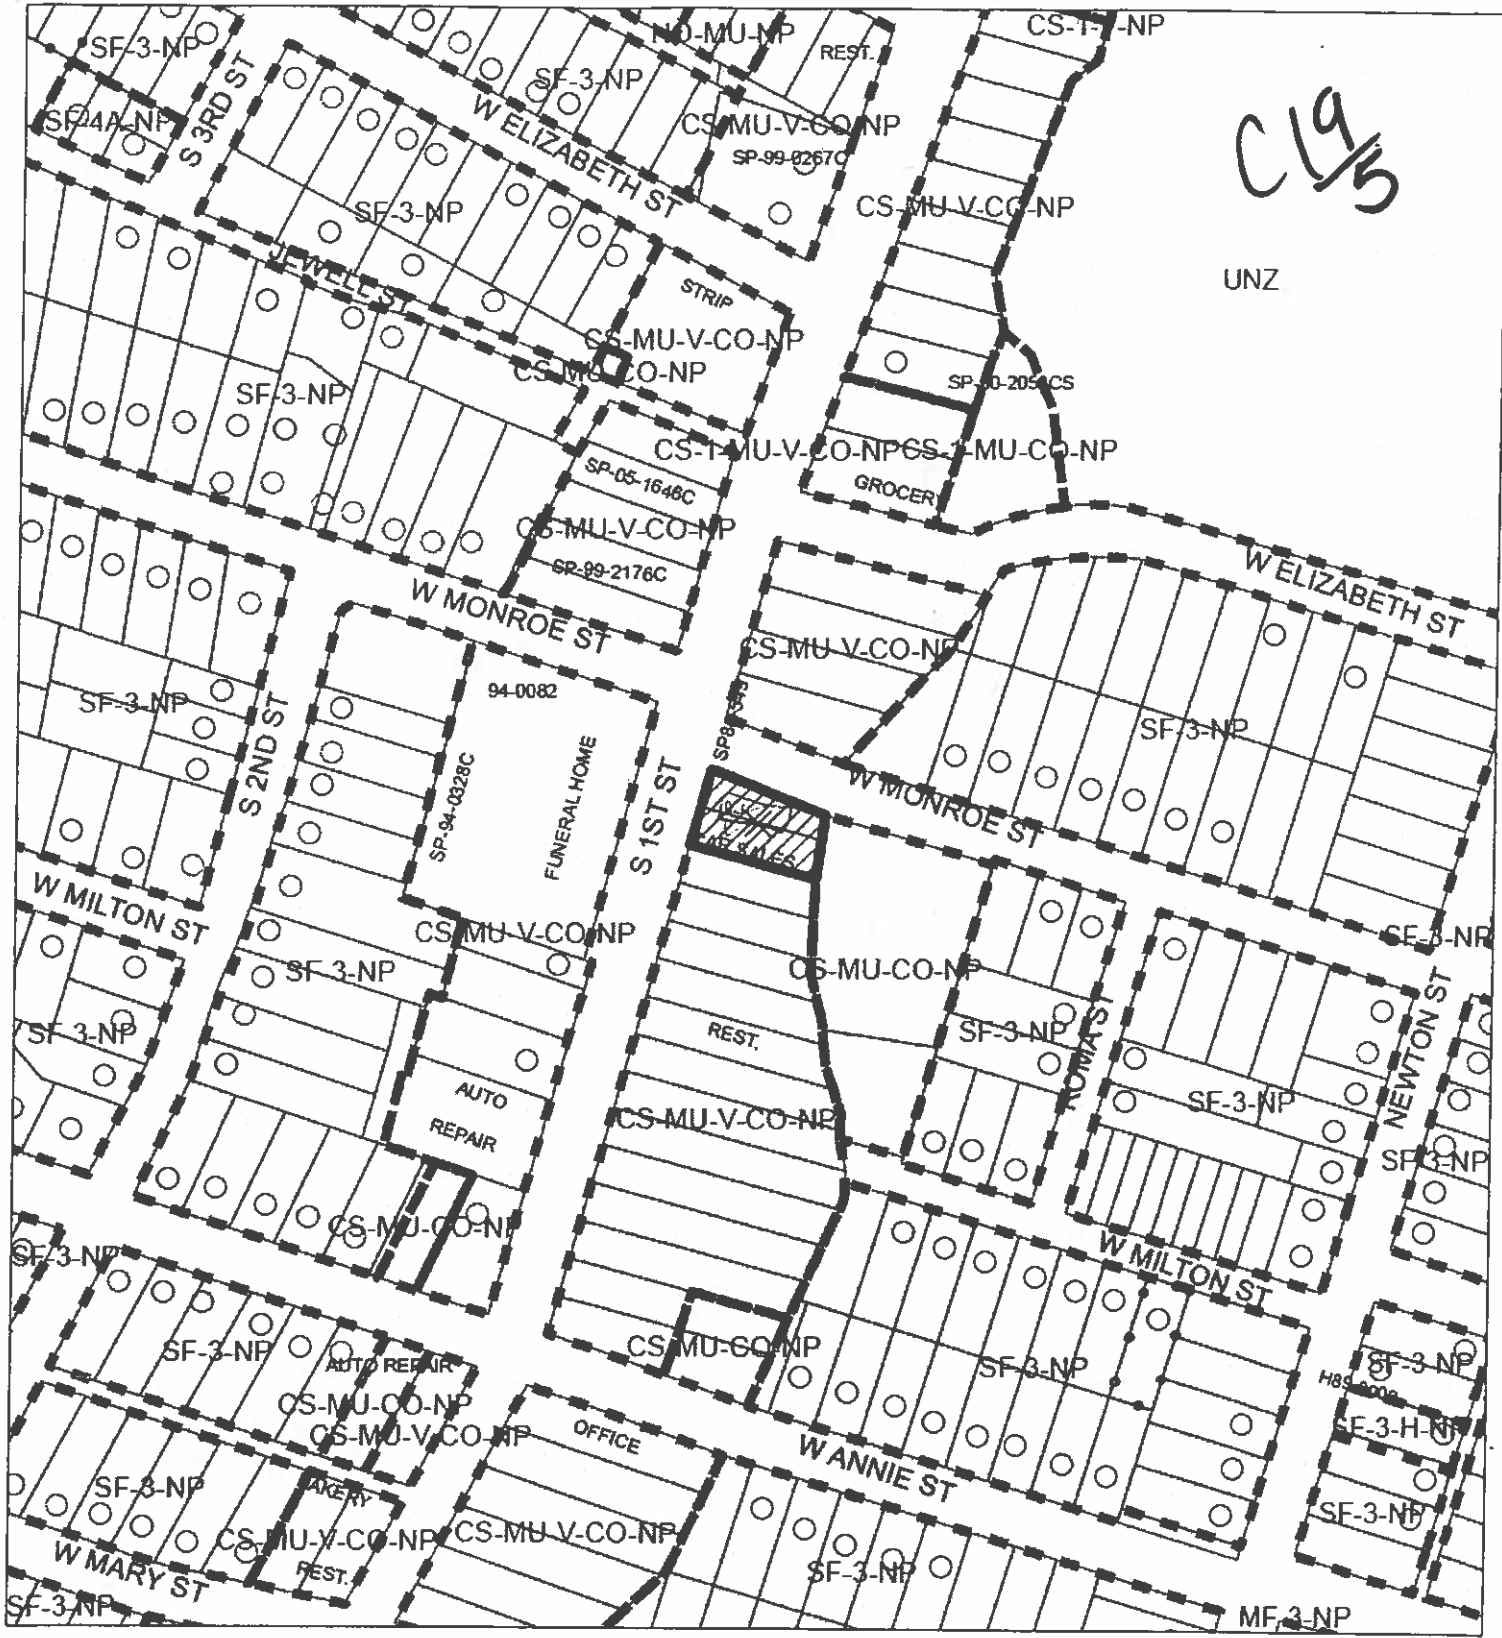 CS-1- -NP
SF-3-NP
NO-MU-NP
REST.
S 3RD ST
SF-3-NP
W ELIZABETH ST
SF-4A-NP
CS-MU-V-CO-NP
SP-99-0267C
C19/5
SF-3-NP
CS-MU-V-CO-NP
JEWELL ST
STRIP
UNZ
CS-MU-V-CO-NP
CS-MU-CO-NP
SF-3-NP
CS-1-MU-V-CO-NP
CS-1-MU-CO-NP
SP-05-1646C
GROCERY
CS-MU-V-CO-NP
SP-99-2176C
W MONROE ST
W ELIZABETH ST
CS-MU-V-CO-NP
94-0082
SF-3-NP
SF-3-NP
S 2ND ST
SP-94-0328C
FUNERAL HOME
S 1ST ST
W MONROE ST
W MILTON ST
CS-MU-V-CO-NP
SF-3-NP
SF-3-NP
CS-MU-CO-NP
SF-3-NP
REST.
SF-3-NP
ROMA ST
NEWTON ST
AUTO
REPAIR
CS-MU-V-CO-NP
SF-3-NP
SF-3-NP
CS-MU-CO-NP
SF-3-NP
W MILTON ST
SF-3-NP
AUTO REPAIR
CS-MU-CO-NP
SF-3-NP
SF-3-NP
CS-MU-CO-NP
CS-MU-V-CO-NP
OFFICE
W ANNIE ST
SF-3-H-NP
SF-3-NP
CS-MU-V-CO-NP
REST.
CS-MU-V-CO-NP
SF-3-NP
SF-3-NP
W MARY ST
SF-3-NP
MF-3-NP